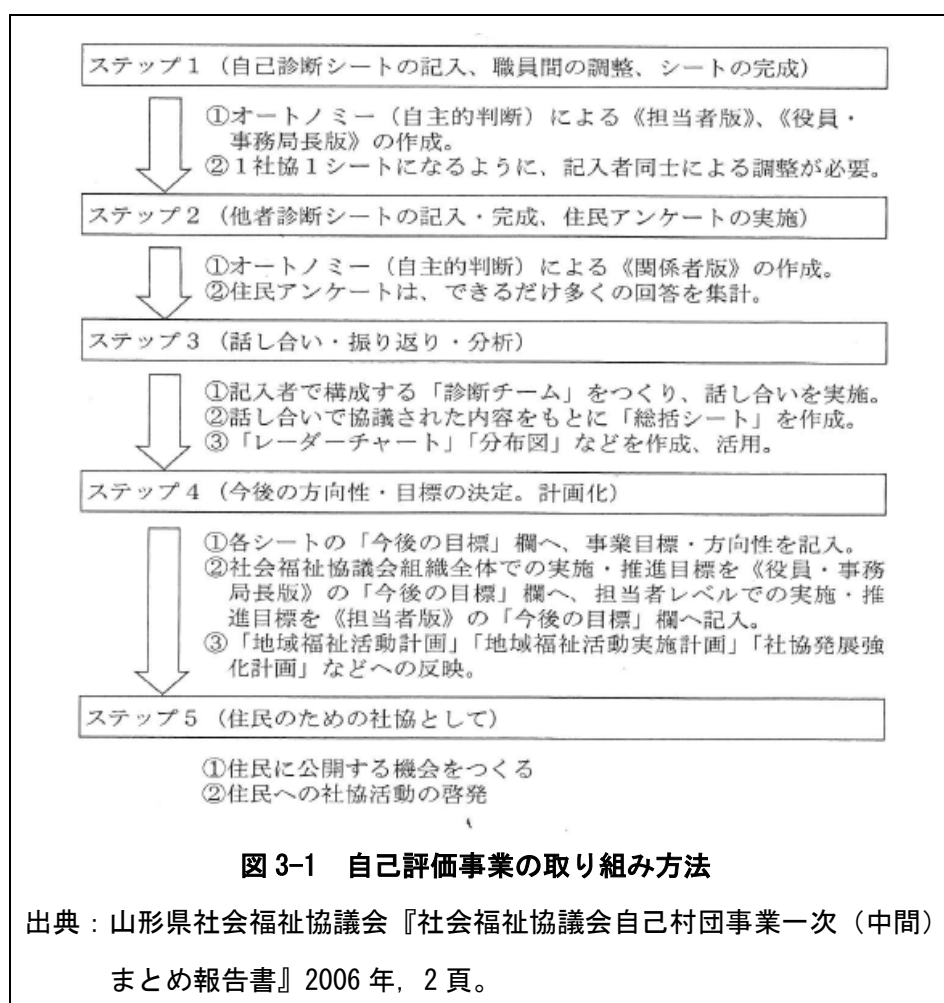 ステップ1（自己診断シートの記入、職員間の調整、シートの完成）
①オートノミー（自主的判断）による《担当者版》、《役員・
事務局長版》の作成。
②1社協1シートになるように、記入者同士による調整が必要。
ステップ2（他者診断シートの記入・完成、住民アンケートの実施）
①オートノミー（自主的判断）による《関係者版》の作成。
②住民アンケートは、できるだけ多くの回答を集計。
ステップ3（話し合い・振り返り・分析）
①記入者で構成する「診断チーム」をつくり、話し合いを実施。
②話し合いで協議された内容をもとに「総括シート」を作成。
③「レーダーチャート」「分布図」などを作成、活用。
ステップ4（今後の方向性・目標の決定。計画化）
①各シートの「今後の目標」欄へ、事業目標・方向性を記入。
②社会福祉協議会組織全体での実施・推進目標を《役員・事務
局長版》の「今後の目標」欄へ、担当者レベルでの実施・推
進目標を《担当者版》の「今後の目標」欄へ記入。
③「地域福祉活動計画」「地域福祉活動実施計画」「社協発展強
化計画」などへの反映。
ステップ5（住民のための社協として）
①住民に公開する機会をつくる
②住民への社協活動の啓発
図 3-1　自己評価事業の取り組み方法
出典：山形県社会福祉協議会『社会福祉協議会自己村団事業一次（中間）
まとめ報告書』2006 年，2 頁。